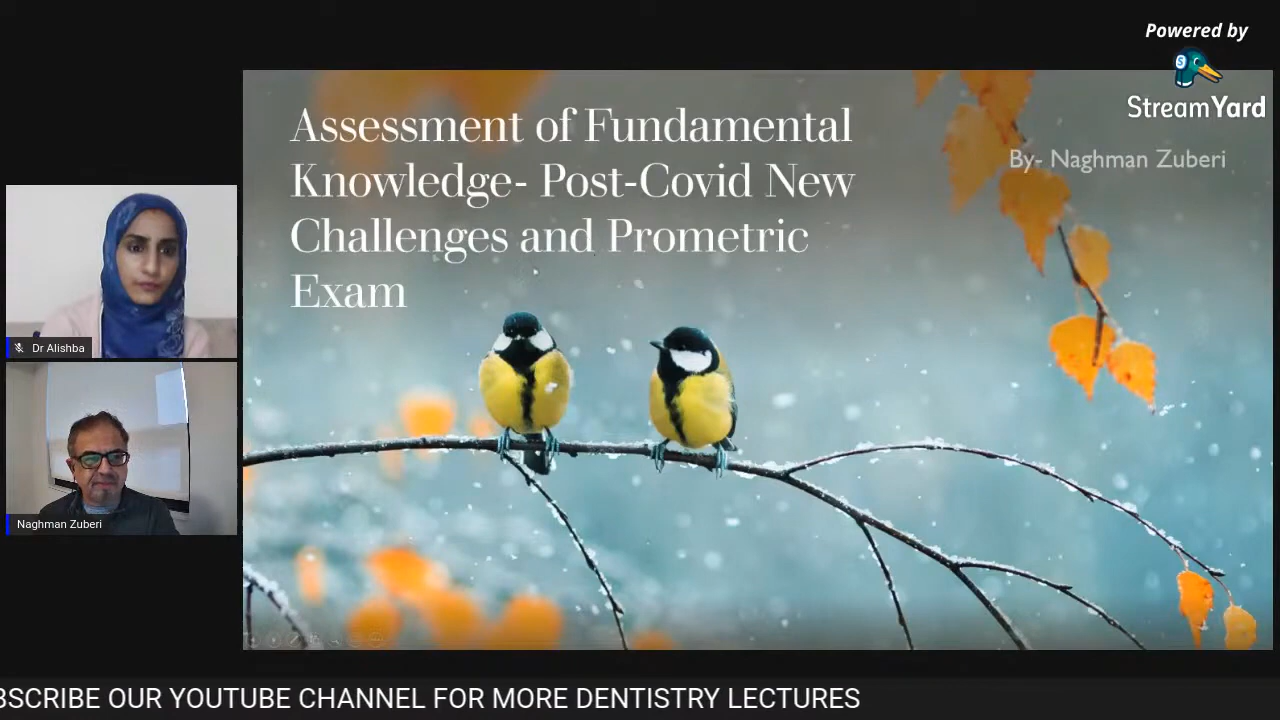 Powered by
StreamYard
Assessment of Fundamental
Knowledge- Post-Covid New
Challenges and Prometric
Exam
By- Naghman Zuberi
Dr Alishba
Naghman Zuberi
BSCRIBE OUR YOUTUBE CHANNEL FOR MORE DENTISTRY LECTURES